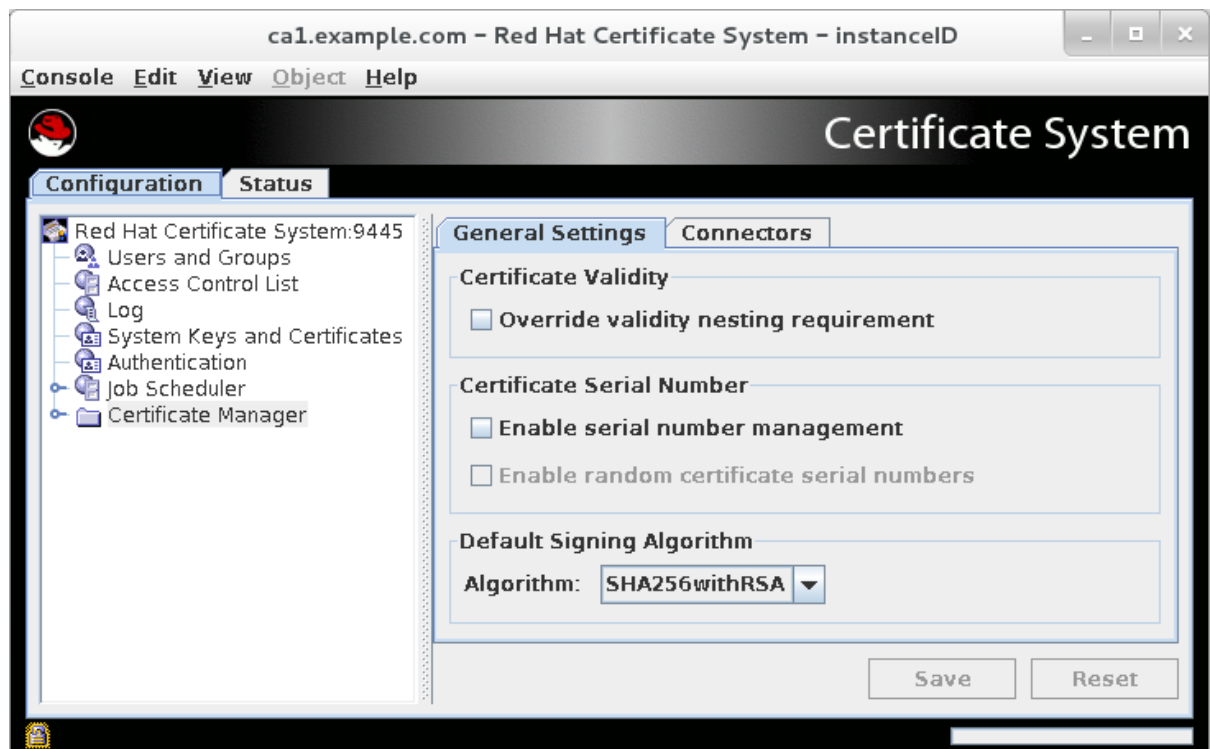 ca1.example.com – Red Hat Certificate System – instanceID
Console Edit View Object Help
Certificate System
Configuration Status
Red Hat Certificate System:9445
Users and Groups
Access Control List
Log
System Keys and Certificates
Authentication
Job Scheduler
Certificate Manager
General Settings Connectors
Certificate Validity
Override validity nesting requirement
Certificate Serial Number
Enable serial number management
Enable random certificate serial numbers
Default Signing Algorithm
Algorithm: SHA256withRSA
Save Reset